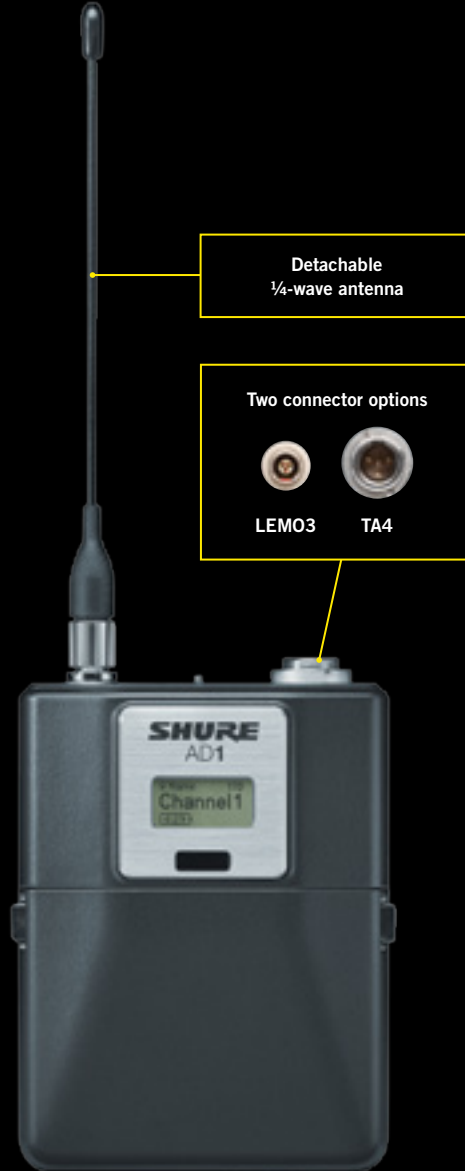 Detachable
¼-wave antenna
Two connector options
LEMO3 TA4
SHURE
AD1
Channel1